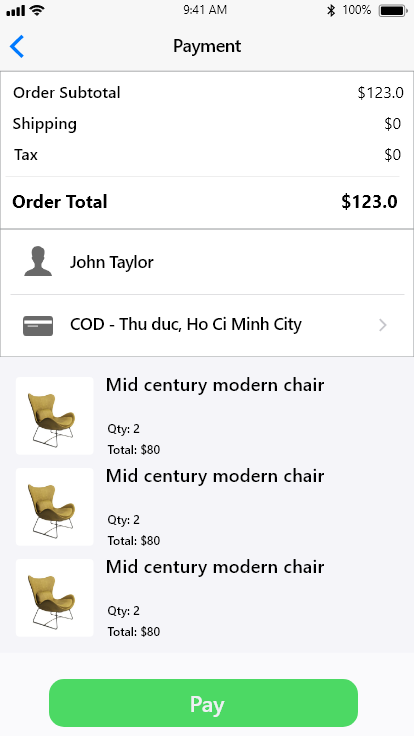 9:41 AM 100%
Payment
Order Subtotal $123.0
Shipping $0
Tax $0
Order Total $123.0
John Taylor
COD - Thu duc, Ho Ci Minh City
Mid century modern chair
Qty: 2
Total: $80
Mid century modern chair
Qty: 2
Total: $80
Mid century modern chair
Qty: 2
Total: $80
Pay